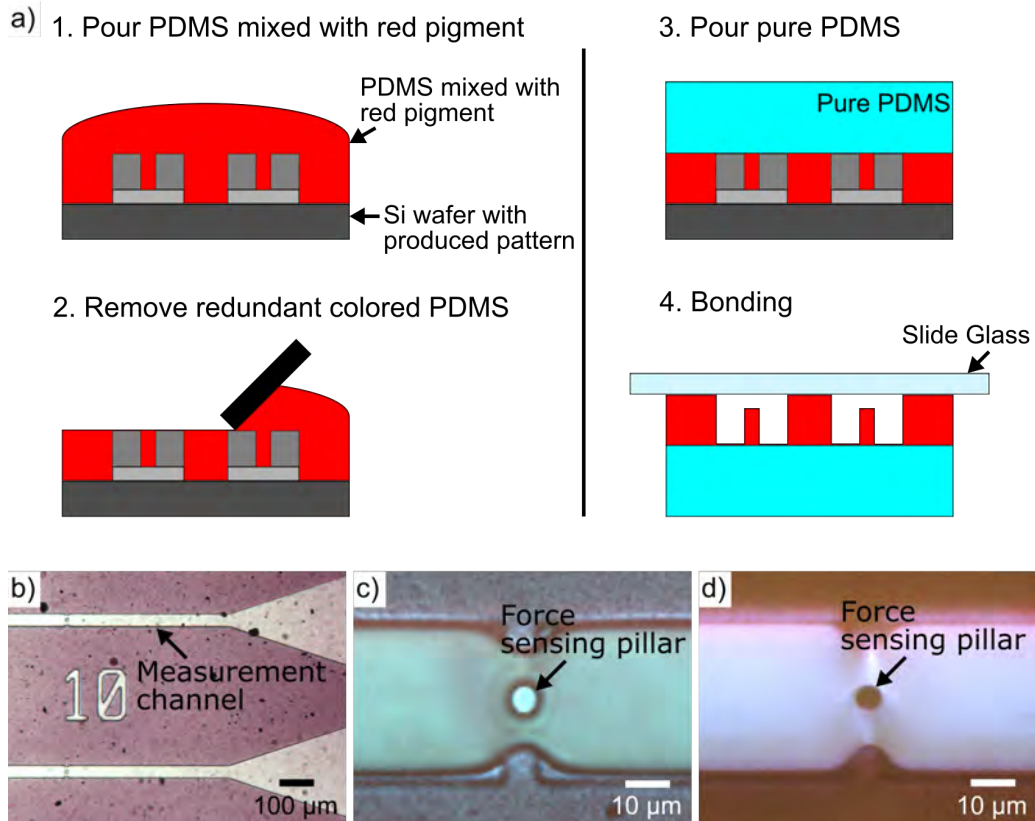 a)
1. Pour PDMS mixed with red pigment
PDMS mixed with
red pigment
Si wafer with
produced pattern
2. Remove redundant colored PDMS
3. Pour pure PDMS
Pure PDMS
4. Bonding
Slide Glass
b)
Measurement
channel
10
100 μm
c)
Force
sensing pillar
10 μm
d)
Force
sensing pillar
10 μm